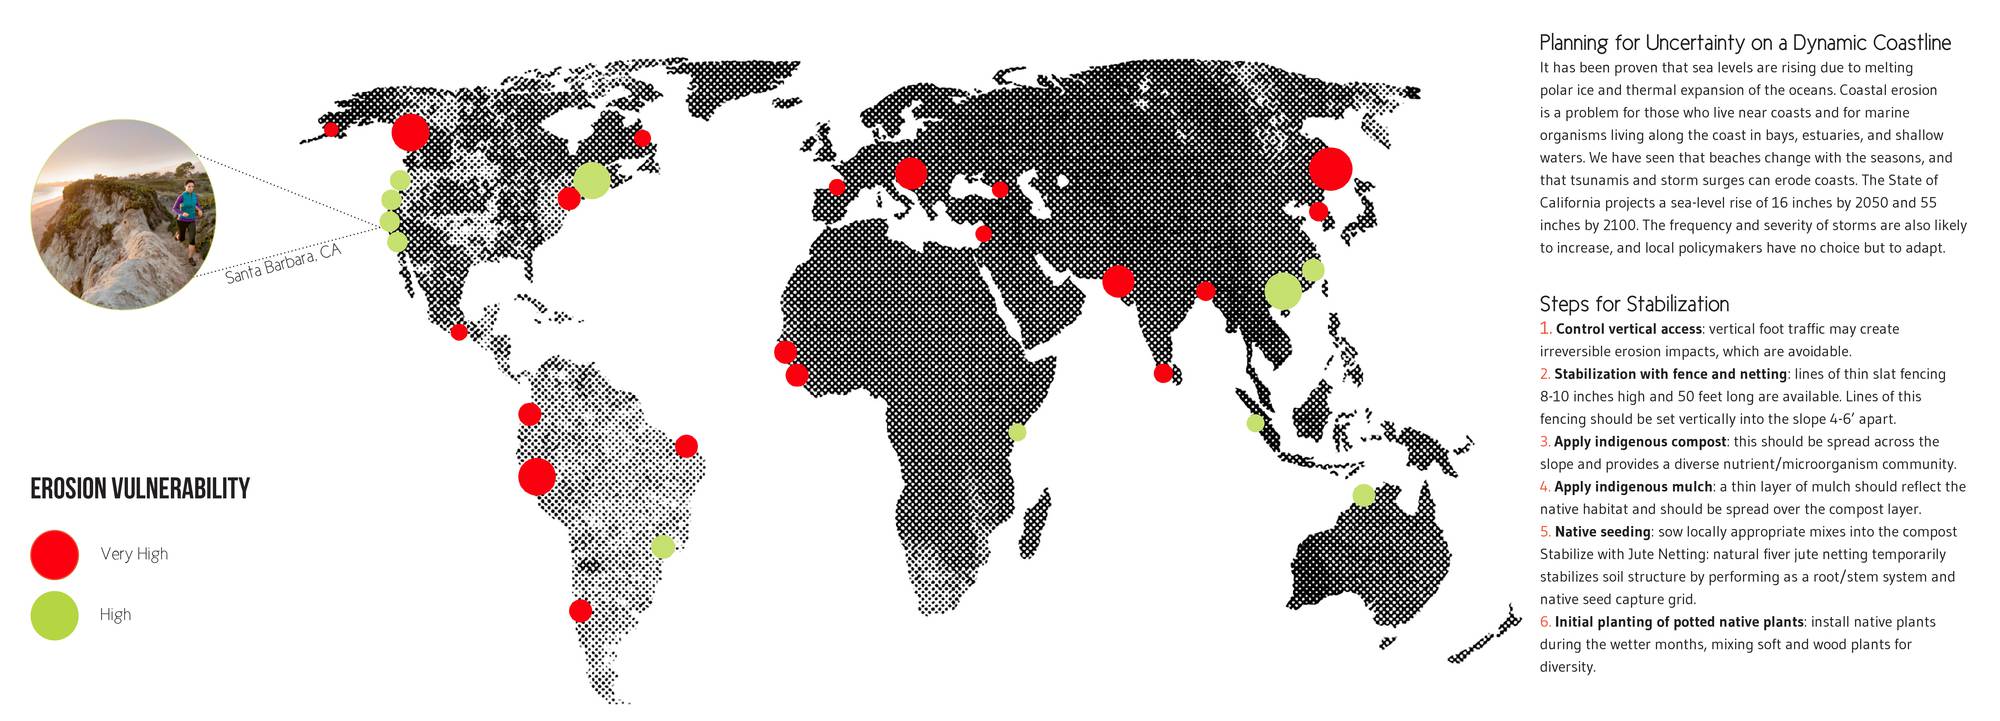 Planning for Uncertainty on a Dynamic Coastline
It has been proven that sea levels are rising due to melting
polar ice and thermal expansion of the oceans. Coastal erosion
is a problem for those who live near coasts and for marine
organisms living along the coast in bays, estuaries, and shallow
waters. We have seen that beaches change with the seasons, and
that tsunamis and storm surges can erode coasts. The State of
California projects a sea-level rise of 16 inches by 2050 and 55
inches by 2100. The frequency and severity of storms are also likely
to increase, and local policymakers have no choice but to adapt.
Steps for Stabilization
1. Control vertical access: vertical foot traffic may create
irreversible erosion impacts, which are avoidable.
2. Stabilization with fence and netting: lines of thin slat fencing
8-10 inches high and 50 feet long are available. Lines of this
fencing should be set vertically into the slope 4-6’ apart.
3. Apply indigenous compost: this should be spread across the
slope and provides a diverse nutrient/microorganism community.
4. Apply indigenous mulch: a thin layer of mulch should reflect the
native habitat and should be spread over the compost layer.
5. Native seeding: sow locally appropriate mixes into the compost
Stabilize with Jute Netting: natural fiver jute netting temporarily
stabilizes soil structure by performing as a root/stem system and
native seed capture grid.
6. Initial planting of potted native plants: install native plants
during the wetter months, mixing soft and wood plants for
diversity.
Santa Barbara, CA
EROSION VULNERABILITY
Very High
High